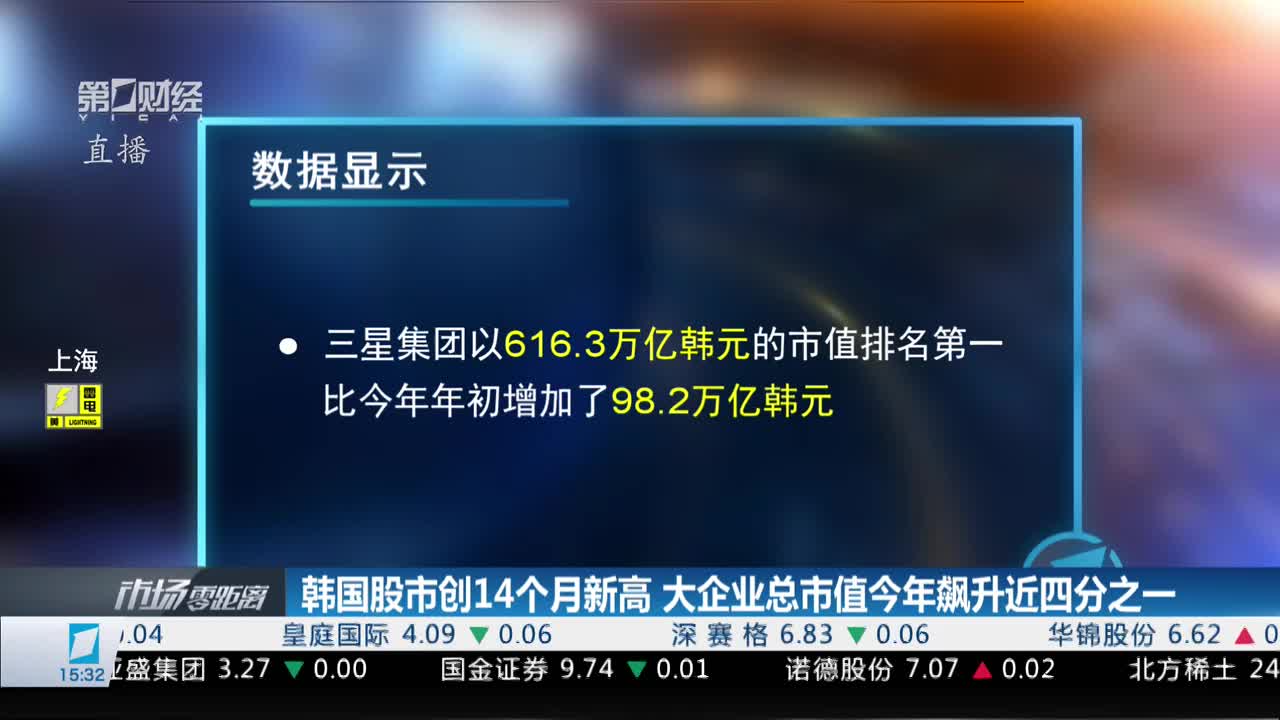 第一财经
YICAI
直播
数据显示
● 三星集团以616.3万亿韩元的市值排名第一
比今年年初增加了98.2万亿韩元
上海
雷电
黄 LIGHTNING
市场零距离
韩国股市创14个月新高 大企业总市值今年飙升近四分之一
.04 皇庭国际 4.09 ▼ 0.06 深赛格 6.83 ▼ 0.06 华锦股份 6.62 ▲ 0
15:32
盛集团 3.27 ▼ 0.00 国金证券 9.74 ▼ 0.01 诺德股份 7.07 ▲ 0.02 北方稀土 24